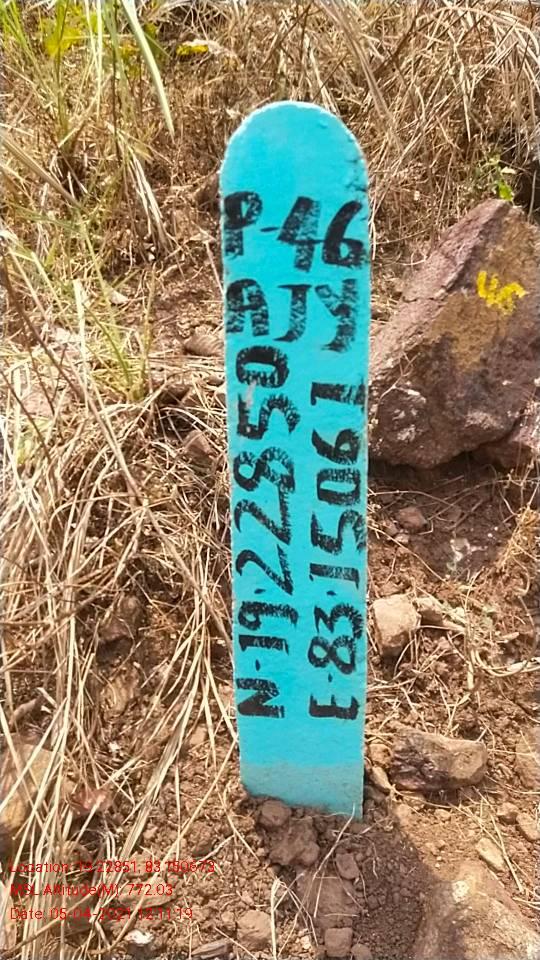 P-46
AJY
N-19.22850
E-83.15061
Location: 19.22851, 83.150673
MSL Altitude(M): 772.03
Date: 05-04-2021 12:11:19